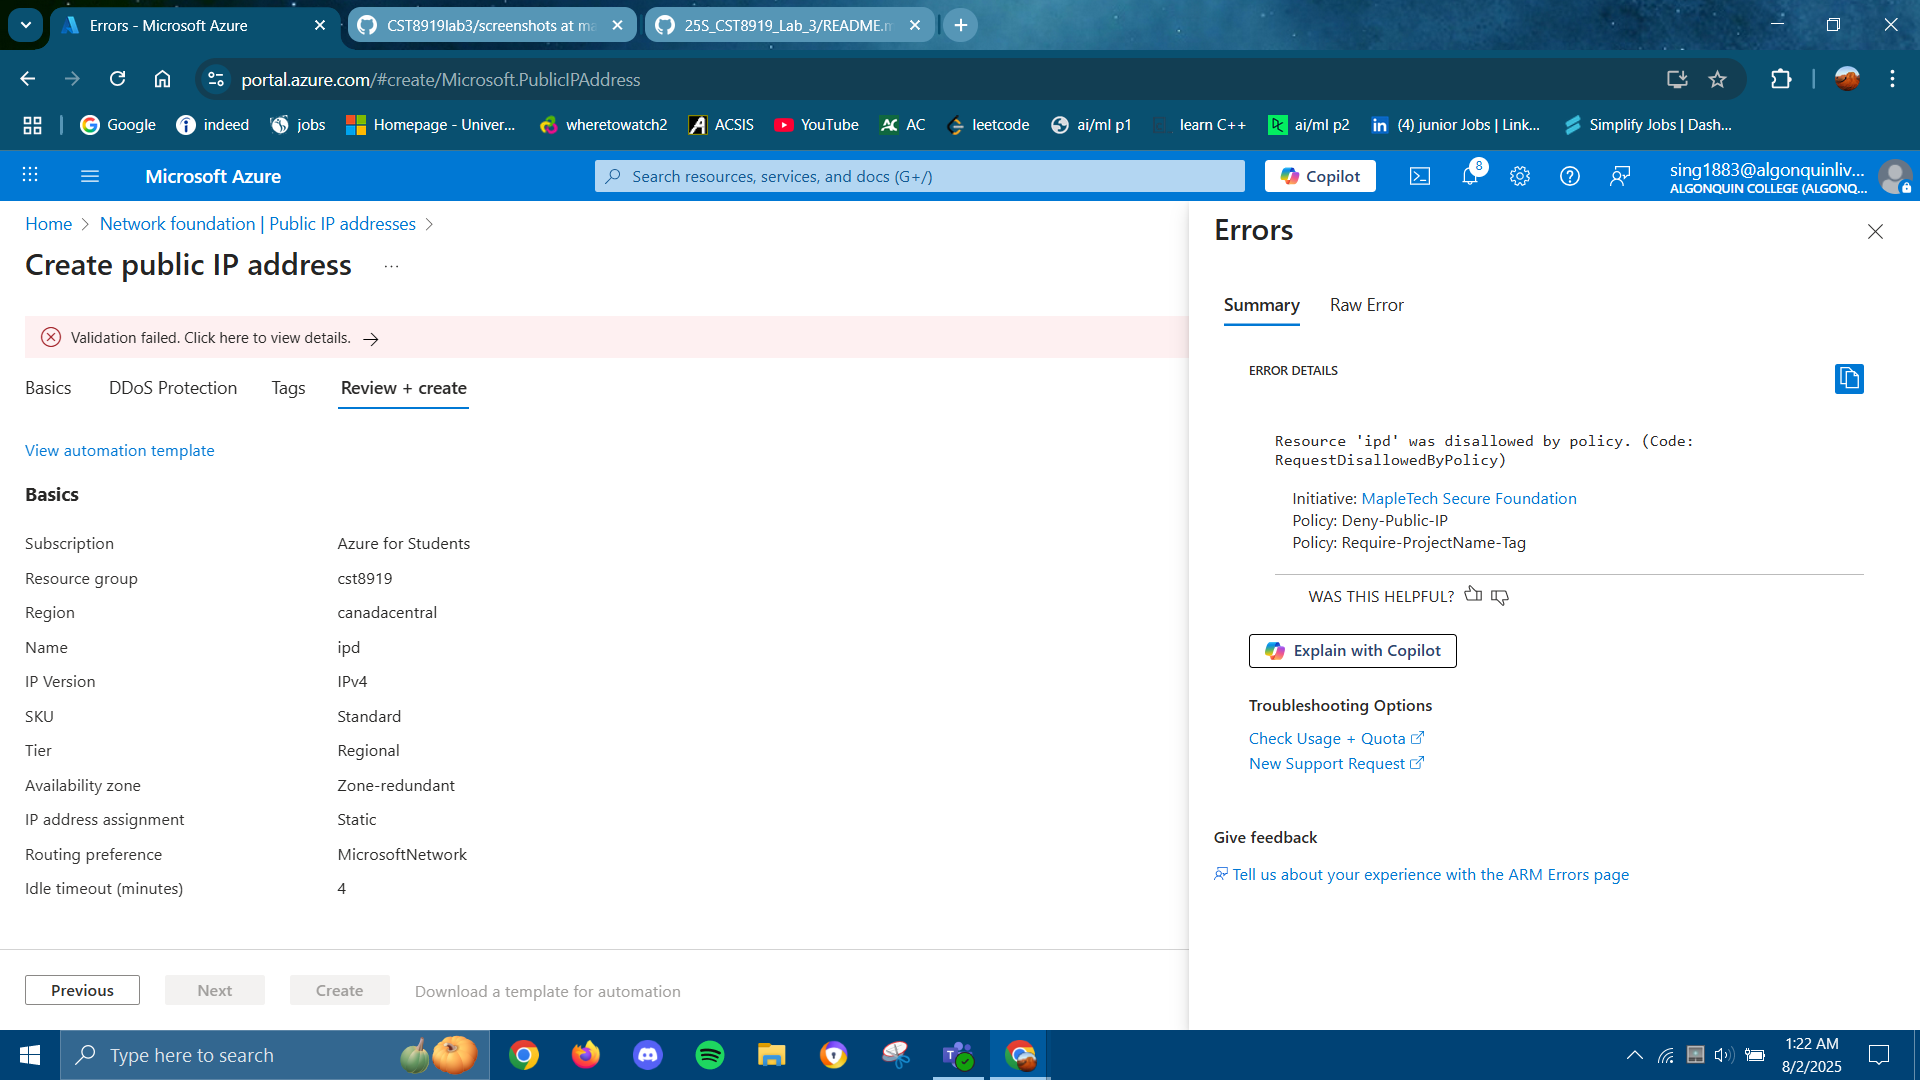 Errors - Microsoft Azure
CST8919lab3/screenshots at ma
25S_CST8919_Lab_3/README.m
portal.azure.com/#create/Microsoft.PublicIPAddress
Google
indeed
jobs
Homepage - Univer...
wheretowatch2
ACSIS
YouTube
AC
leetcode
ai/ml p1
learn C++
ai/ml p2
(4) junior Jobs | Link...
Simplify Jobs | Dash...
Microsoft Azure
Search resources, services, and docs (G+/)
Copilot
8
sing1883@algonquinliv...
ALGONQUIN COLLEGE (ALGONQ...
Home > Network foundation | Public IP addresses >
Create public IP address ...
Validation failed. Click here to view details. →
Basics
DDoS Protection
Tags
Review + create
View automation template
Basics
Subscription Azure for Students
Resource group cst8919
Region canadacentral
Name ipd
IP Version IPv4
SKU Standard
Tier Regional
Availability zone Zone-redundant
IP address assignment Static
Routing preference MicrosoftNetwork
Idle timeout (minutes) 4
Previous
Next
Create
Download a template for automation
Errors
Summary
Raw Error
ERROR DETAILS
Resource 'ipd' was disallowed by policy. (Code:
RequestDisallowedByPolicy)
Initiative: MapleTech Secure Foundation
Policy: Deny-Public-IP
Policy: Require-ProjectName-Tag
WAS THIS HELPFUL?
Explain with Copilot
Troubleshooting Options
Check Usage + Quota
New Support Request
Give feedback
Tell us about your experience with the ARM Errors page
Type here to search
1:22 AM
8/2/2025